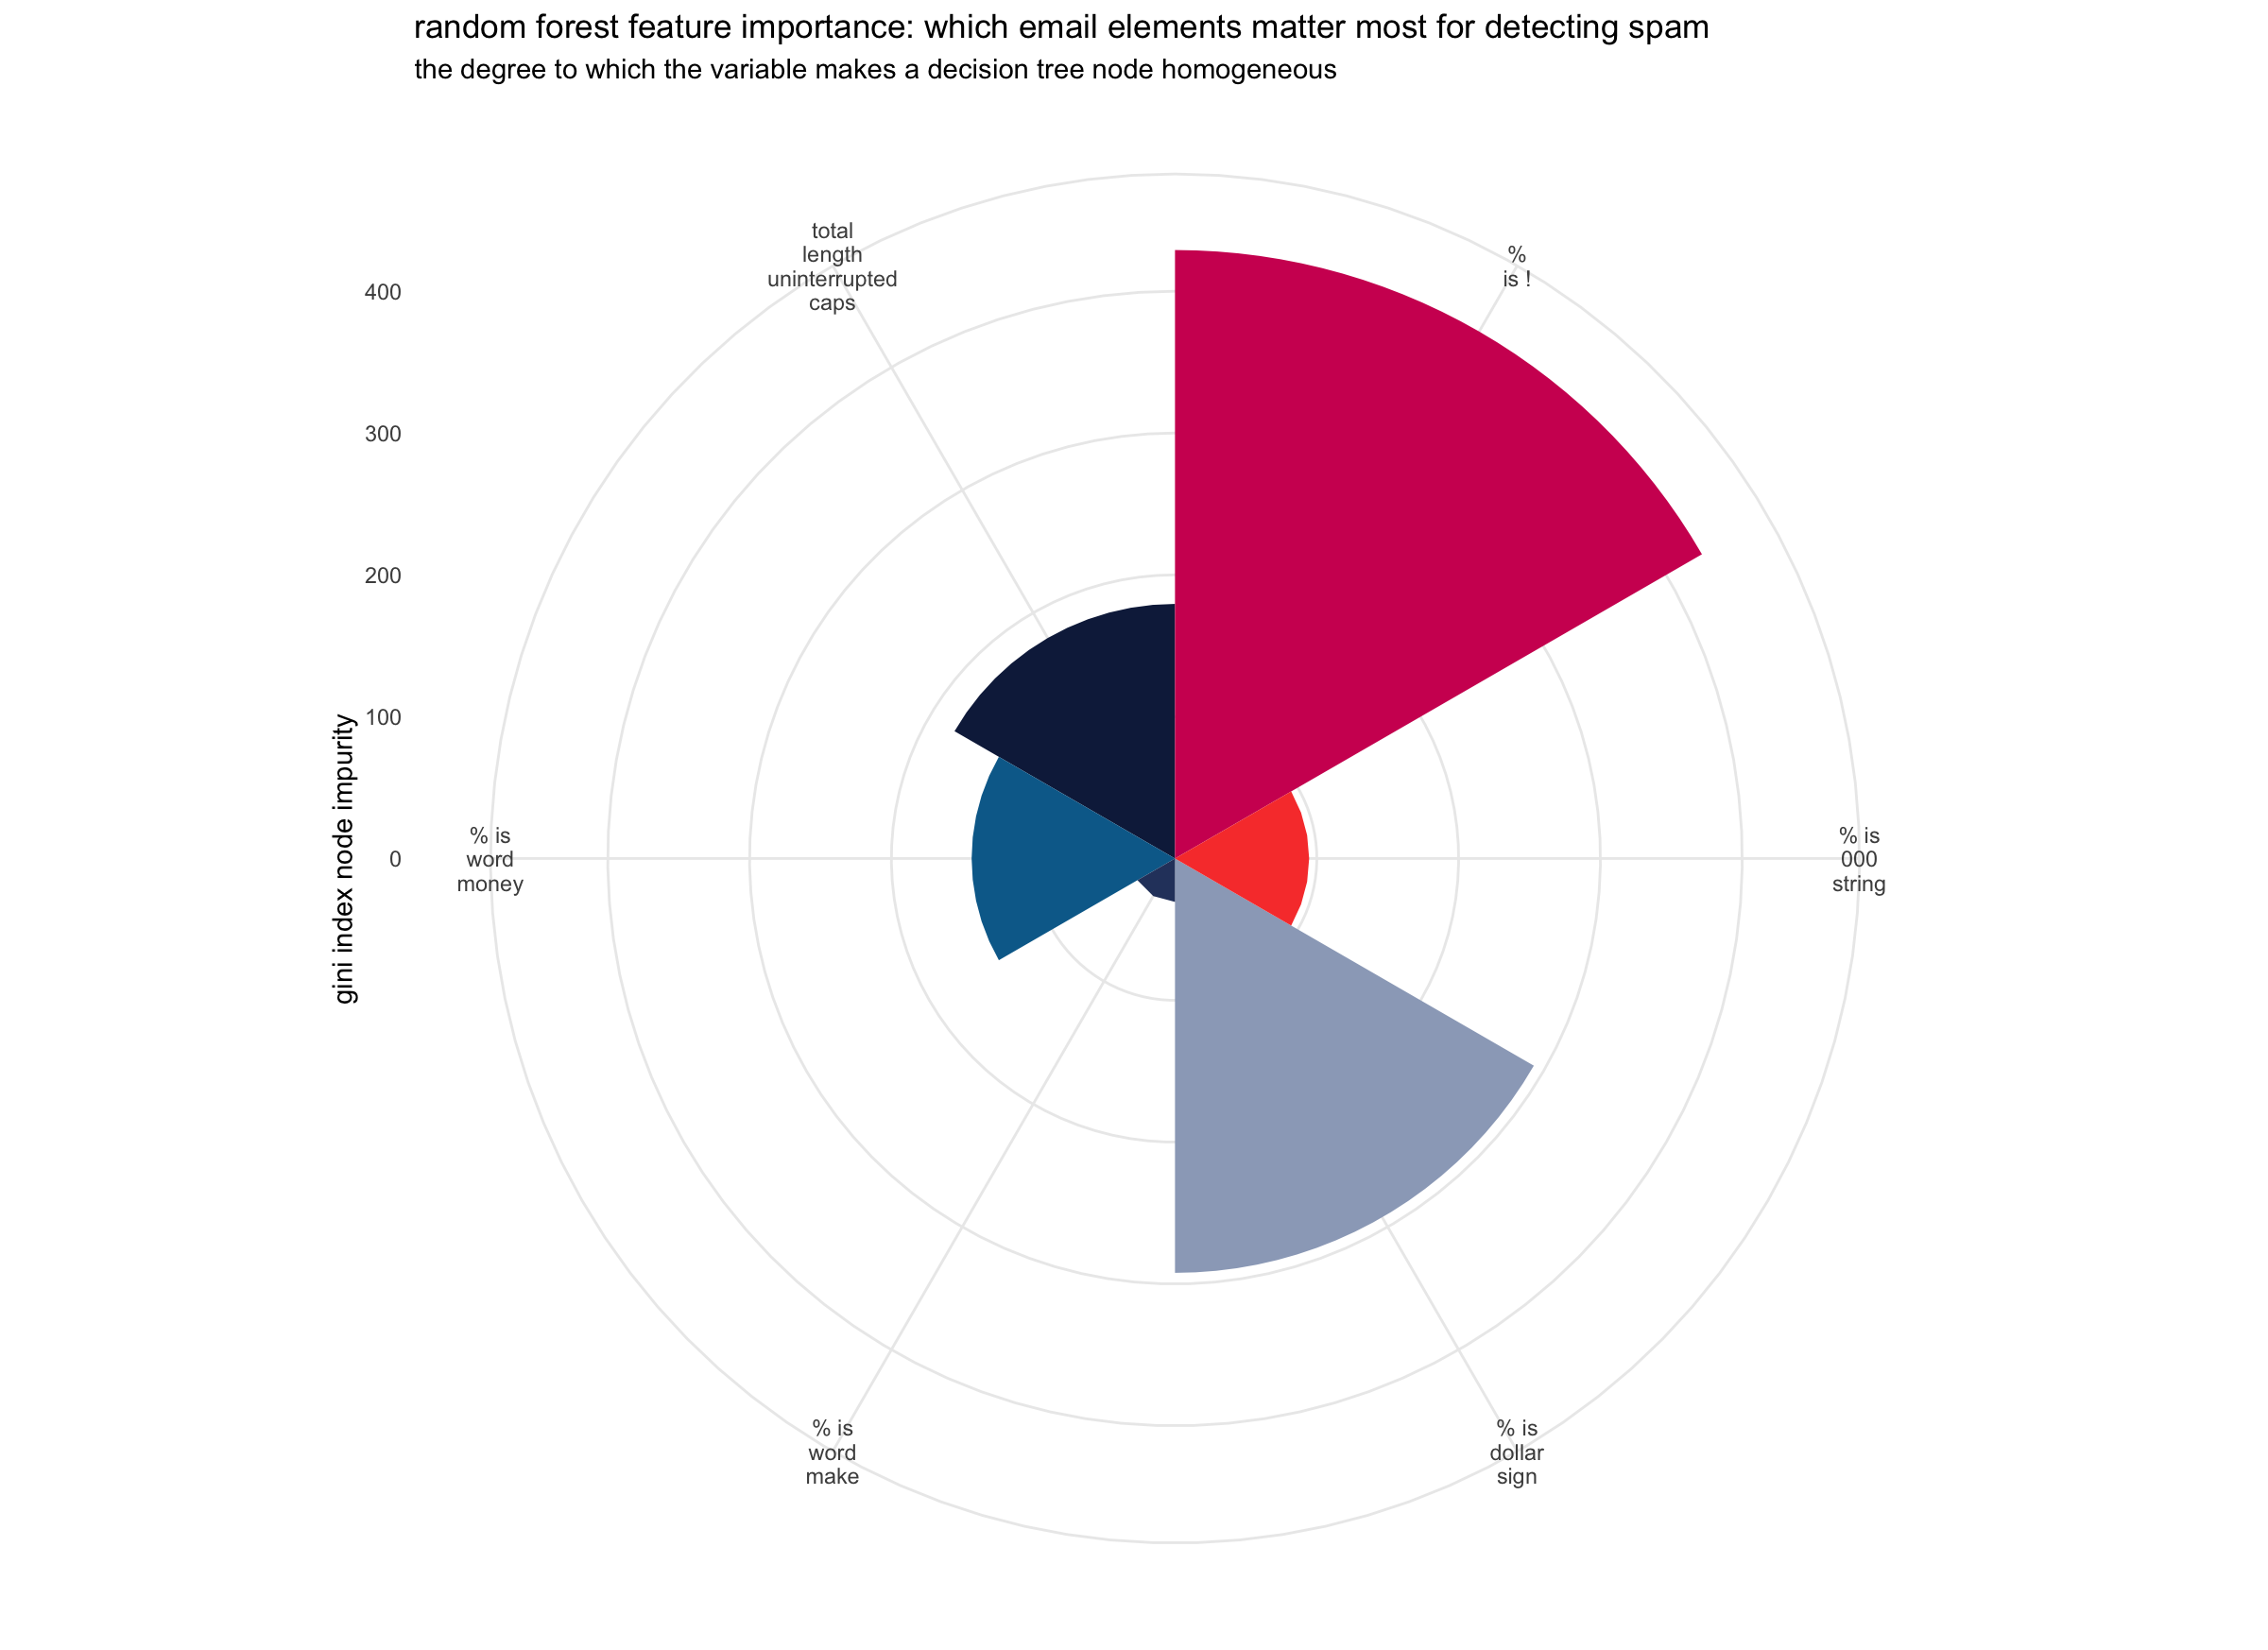 random forest feature importance: which email elements matter most for detecting spam
the degree to which the variable makes a decision tree node homogeneous
total
length
uninterrupted
caps
%
is !
400
300
200
100
0
gini index node impurity
% is
word
money
% is
000
string
% is
word
make
% is
dollar
sign